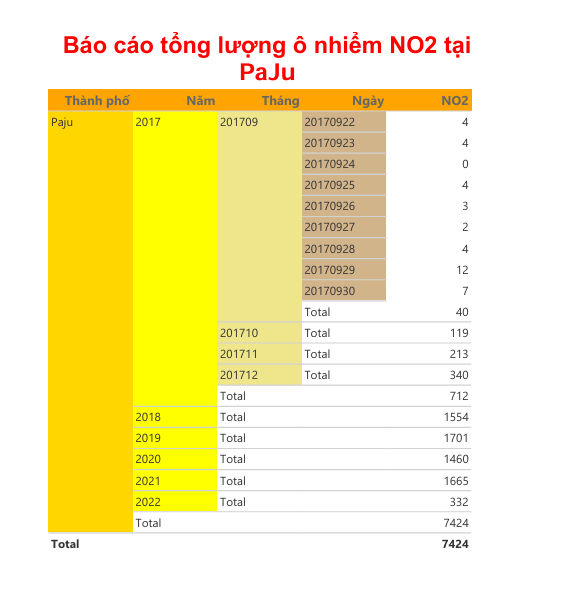 Báo cáo tổng lượng ô nhiễm NO2 tại
PaJu
Thành phố Năm Tháng Ngày NO2
Paju 2017 201709 20170922 4
20170923 4
20170924 0
20170925 4
20170926 3
20170927 2
20170928 4
20170929 12
20170930 7
Total 40
201710 Total 119
201711 Total 213
201712 Total 340
Total 712
2018 Total 1554
2019 Total 1701
2020 Total 1460
2021 Total 1665
2022 Total 332
Total 7424
Total 7424